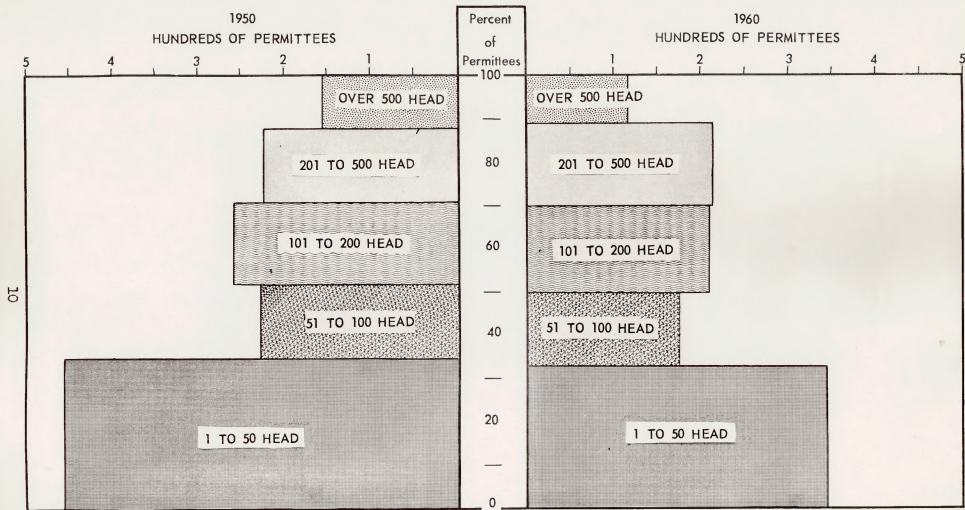 1950
HUNDREDS OF PERMITTEES
5 4 3 2 1
Percent
of
Permittees
1960
HUNDREDS OF PERMITTEES
1 2 3 4 5
100
80
60
40
20
0
OVER 500 HEAD
201 TO 500 HEAD
101 TO 200 HEAD
51 TO 100 HEAD
1 TO 50 HEAD
OVER 500 HEAD
201 TO 500 HEAD
101 TO 200 HEAD
51 TO 100 HEAD
1 TO 50 HEAD
10